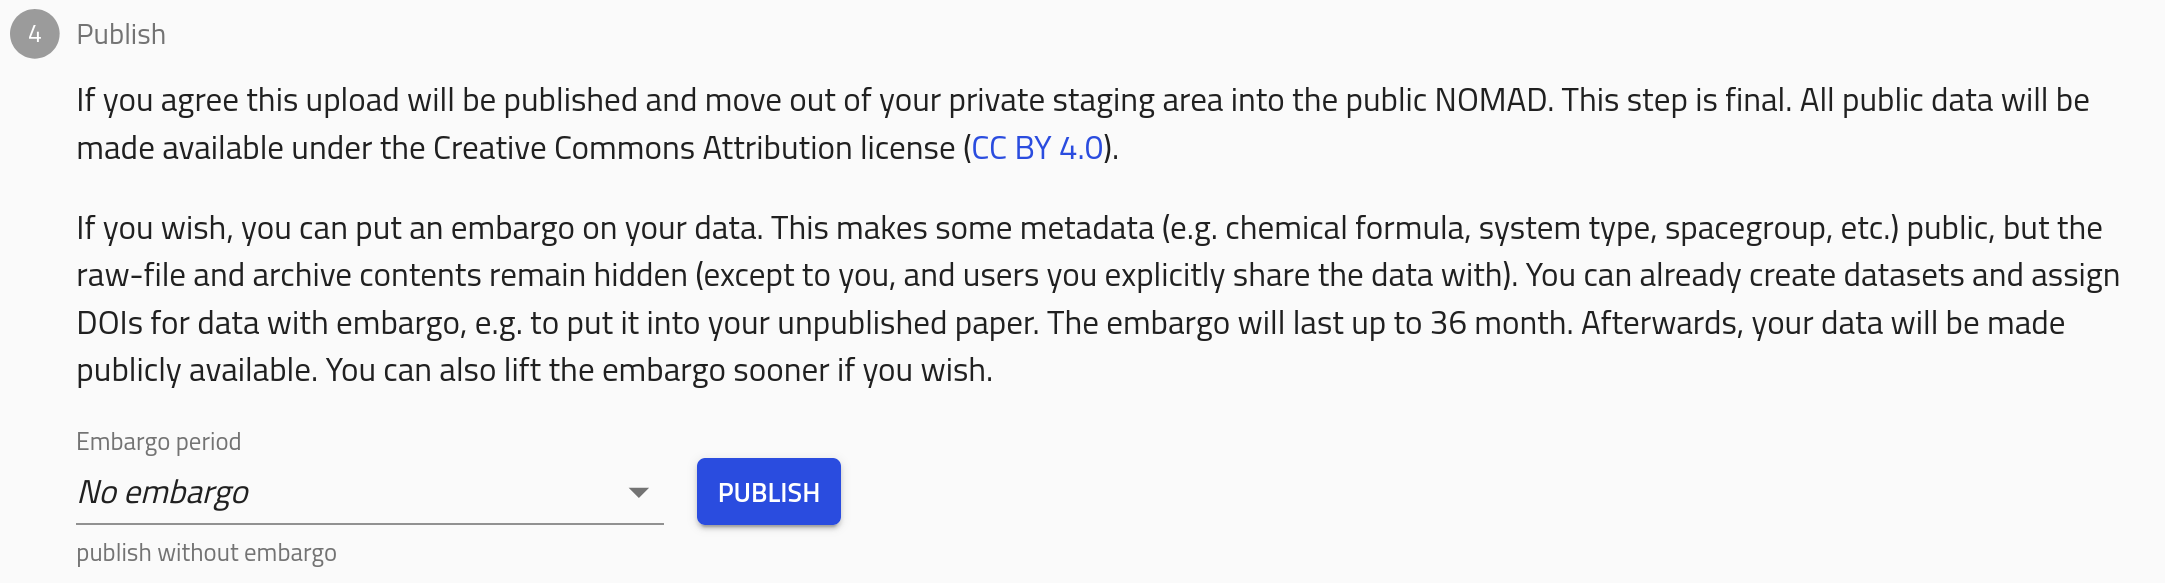 4 Publish
If you agree this upload will be published and move out of your private staging area into the public NOMAD. This step is final. All public data will be
made available under the Creative Commons Attribution license (CC BY 4.0).
If you wish, you can put an embargo on your data. This makes some metadata (e.g. chemical formula, system type, spacegroup, etc.) public, but the
raw-file and archive contents remain hidden (except to you, and users you explicitly share the data with). You can already create datasets and assign
DOIs for data with embargo, e.g. to put it into your unpublished paper. The embargo will last up to 36 month. Afterwards, your data will be made
publicly available. You can also lift the embargo sooner if you wish.
Embargo period
No embargo
PUBLISH
publish without embargo